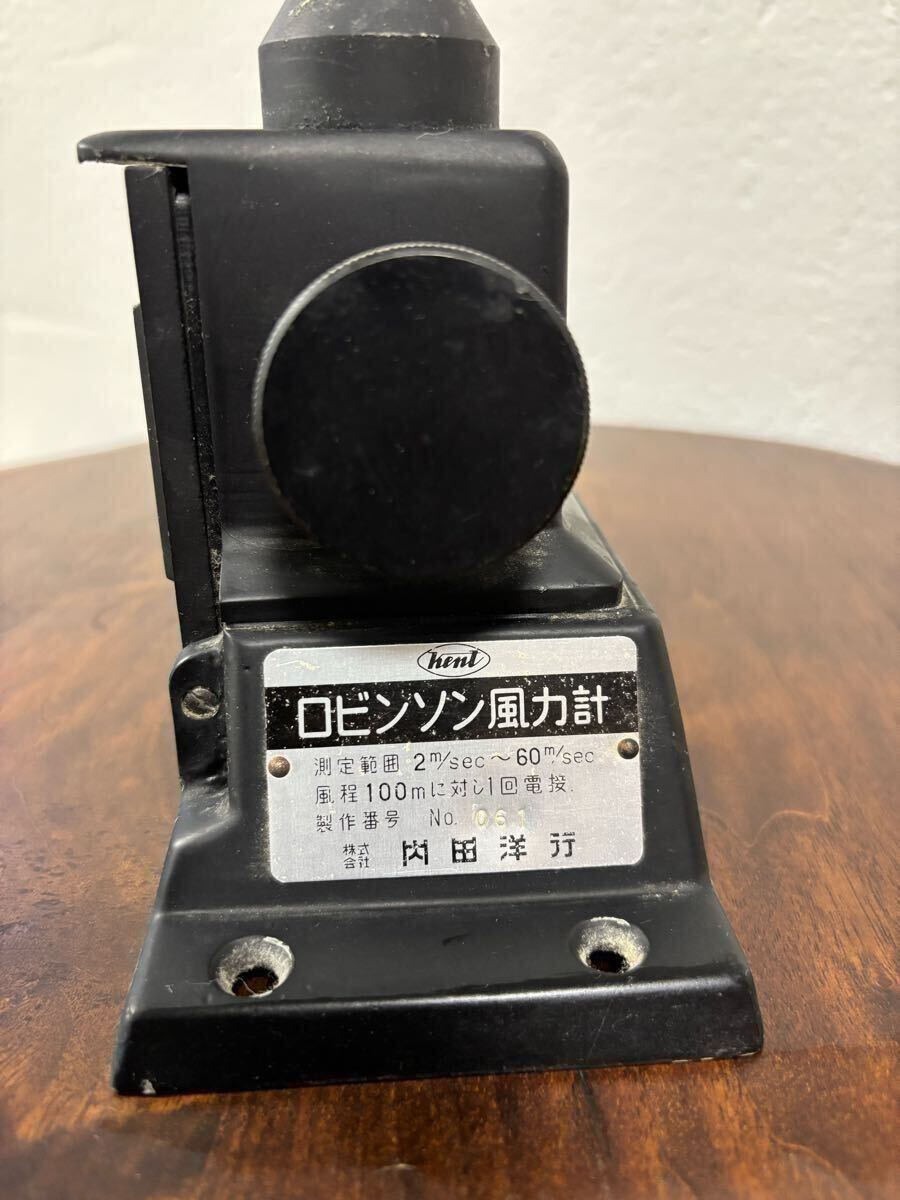 Kent
ロビンソン風力計
測定範囲 2m/sec～60m/sec
風程100mに対し1回電接.
製作番号 No. 061
株式会社 内田洋行